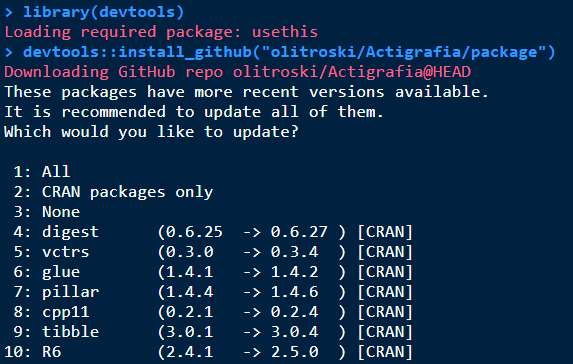 > library(devtools)
Loading required package: usethis
> devtools::install_github("olitroski/Actigrafia/package")
Downloading GitHub repo olitroski/Actigrafia@HEAD
These packages have more recent versions available.
It is recommended to update all of them.
Which would you like to update?

 1: All
 2: CRAN packages only
 3: None
 4: digest      (0.6.25  -> 0.6.27 ) [CRAN]
 5: vctrs       (0.3.0   -> 0.3.4  ) [CRAN]
 6: glue        (1.4.1   -> 1.4.2  ) [CRAN]
 7: pillar      (1.4.4   -> 1.4.6  ) [CRAN]
 8: cpp11       (0.2.1   -> 0.2.4  ) [CRAN]
 9: tibble      (3.0.1   -> 3.0.4  ) [CRAN]
10: R6          (2.4.1   -> 2.5.0  ) [CRAN]